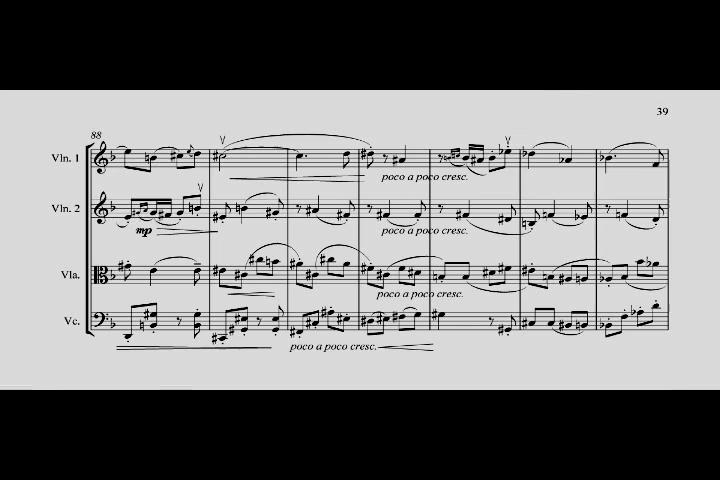 39
88
Vln. 1
poco a poco cresc.
Vln. 2
mp
poco a poco cresc.
Vla.
poco a poco cresc.
Vc.
poco a poco cresc.